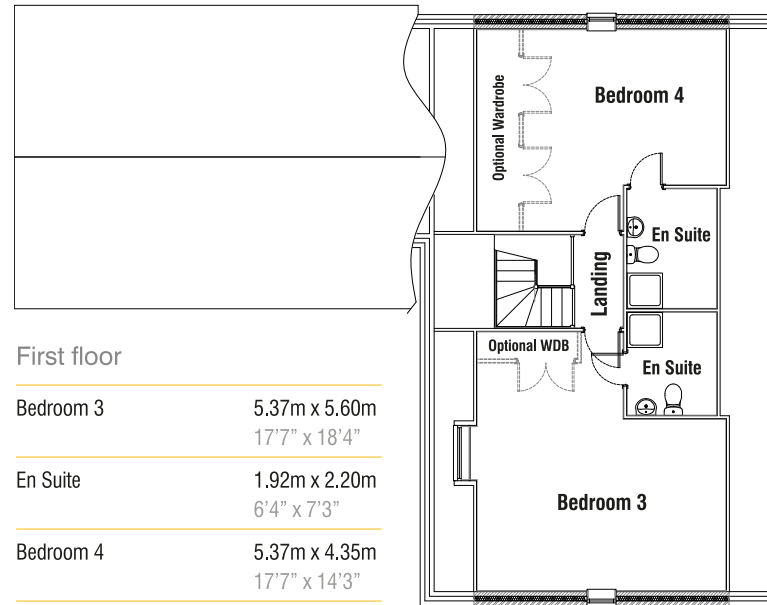 Bedroom 4
Optional Wardrobe
En Suite
Landing
Optional WDB
En Suite
Bedroom 3
First floor
Bedroom 3 5.37m x 5.60m
17’7” x 18’4”
En Suite 1.92m x 2.20m
6’4” x 7’3”
Bedroom 4 5.37m x 4.35m
17’7” x 14’3”